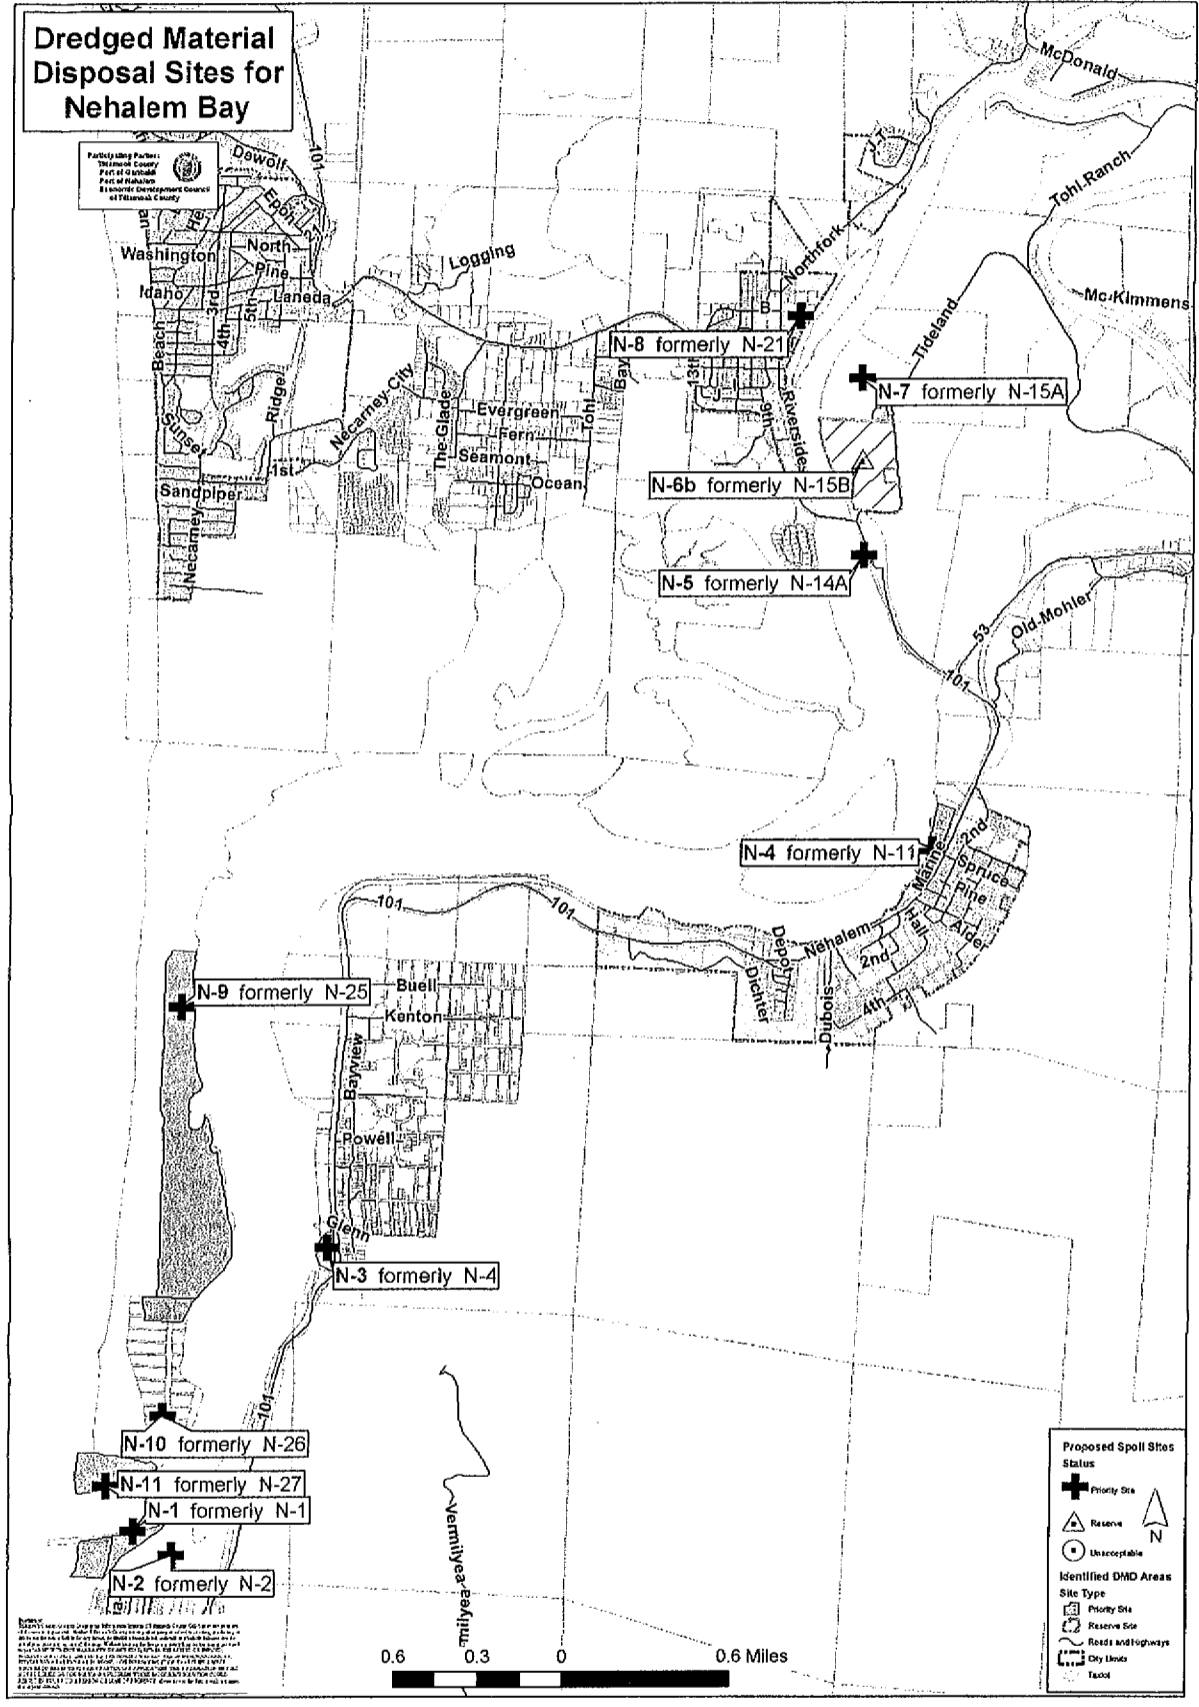 Dredged Material
Disposal Sites for
Nehalem Bay
Participating Parties:
Tillamook County
Port of Garibaldi
Port of Nehalem
Economic Development Council
of Tillamook County
McDonald
J.T.
Tohl-Ranch
Dewolf
101
Epoh
Washington
North
Pine
Idaho
Laneda
3rd
4th
5th
Beach
Logging
Northfork
B
Mc-Kimmens
Tideland
N-8 formerly N-21
N-7 formerly N-15A
Bay
13th
9th
Riverside
Sunset
Ridge
Necarney-City
The-Glade
Evergreen
Fern
Tohl
Seamont
Ocean
1st
Sandpiper
Necarney
N-6b formerly N-15B
N-5 formerly N-14A
53
Old-Mohler
101
N-4 formerly N-11
2nd
Marine
Spruce
Pine
Alder
Hall
Nehalem
2nd
4th
Depot
Dichter
Dubois
101
101
N-9 formerly N-25
Buell
Kenton
Bayview
Powell
Glenn
N-3 formerly N-4
101
N-10 formerly N-26
N-11 formerly N-27
N-1 formerly N-1
N-2 formerly N-2
Vermilyea
milyea
0.6 0.3 0 0.6 Miles
Proposed Spoil Sites
Status
Priority Site
Reserve
Unacceptable
N
Identified DMD Areas
Site Type
Priority Site
Reserve Site
Roads and Highways
City Limits
Taxlot